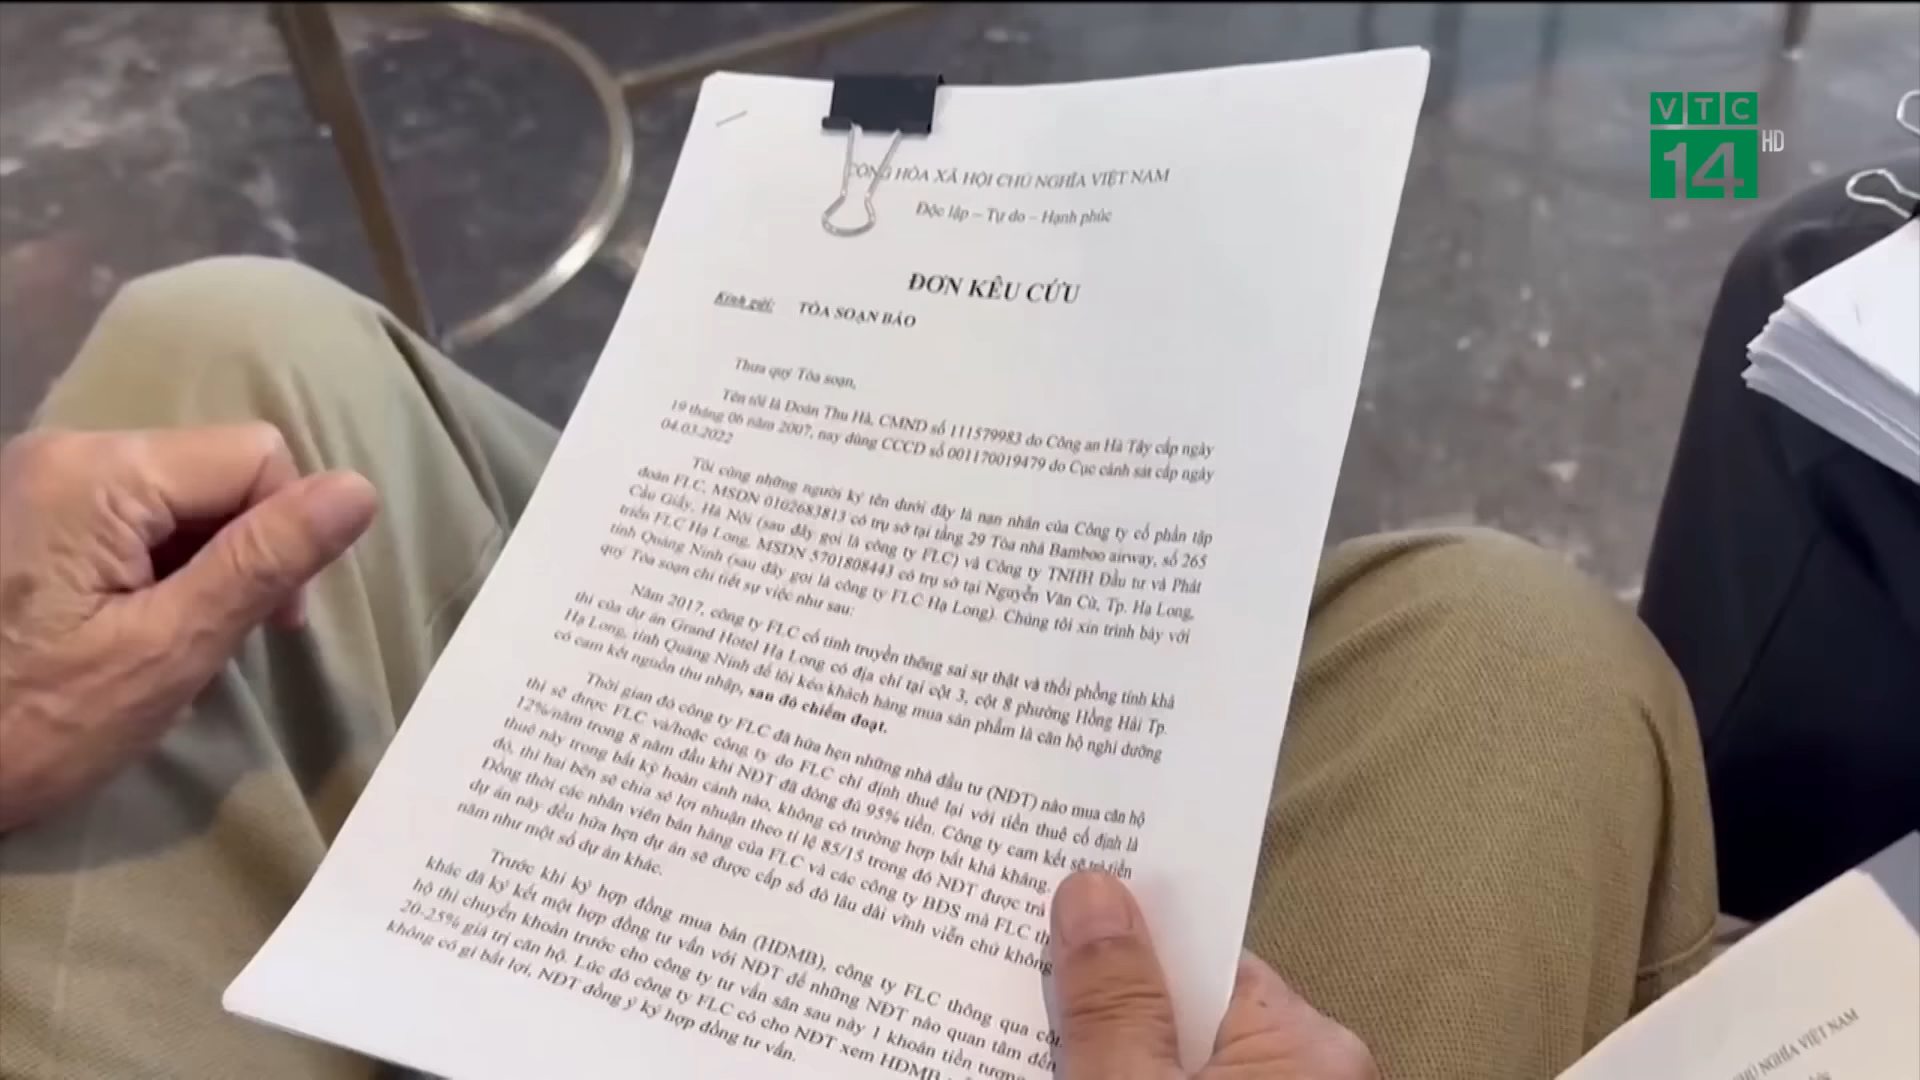 VTC
14 HD
CỘNG HÒA XÃ HỘI CHỦ NGHĨA VIỆT NAM
Độc lập – Tự do – Hạnh phúc
ĐƠN KÊU CỨU
Kính gửi: TÒA SOẠN BÁO
Thưa quý Tòa soạn,
Tên tôi là Đoàn Thu Hà, CMND số 111579983 do Công an Hà Tây cấp ngày
19 tháng 06 năm 2007, nay dùng CCCD số 001170019479 do Cục cảnh sát cấp ngày
04.03.2022
Tôi cùng những người ký tên dưới đây là nạn nhân của Công ty cổ phần tập
đoàn FLC, MSDN 0102683813 có trụ sở tại tầng 29 Tòa nhà Bamboo airway, số 265
Cầu Giấy, Hà Nội (sau đây gọi là công ty FLC) và Công ty TNHH Đầu tư và Phát
triển FLC Hạ Long, MSDN 5701808443 có trụ sở tại Nguyễn Văn Cừ, Tp. Hạ Long,
tỉnh Quảng Ninh (sau đây gọi là công ty FLC Hạ Long). Chúng tôi xin trình bày với
quý Tòa soạn chi tiết sự việc như sau:
Năm 2017, công ty FLC cố tình truyền thông sai sự thật và thổi phồng tính khả
thi của dự án Grand Hotel Hạ Long có địa chỉ tại cột 3, cột 8 phường Hồng Hải Tp.
Hạ Long, tỉnh Quảng Ninh để lôi kéo khách hàng mua sản phẩm là căn hộ nghỉ dưỡng
có cam kết nguồn thu nhập, sau đó chiếm đoạt.
Thời gian đó công ty FLC đã hứa hẹn những nhà đầu tư (NĐT) nào mua căn hộ
thì sẽ được FLC và/hoặc công ty do FLC chỉ định thuê lại với tiền thuê cố định là
12%/năm trong 8 năm đầu khi NĐT đã đóng đủ 95% tiền. Công ty cam kết sẽ trả tiền
thuê này trong bất kỳ hoàn cảnh nào, không có trường hợp bất khả kháng.
đó, thì hai bên sẽ chia sẻ lợi nhuận theo tỉ lệ 85/15 trong đó NĐT được trả
Đồng thời các nhân viên bán hàng của FLC và các công ty BĐS mà FLC th
dự án này đều hứa hẹn dự án sẽ được cấp sổ đỏ lâu dài vĩnh viễn chứ không
năm như một số dự án khác.
Trước khi ký hợp đồng mua bán (HĐMB), công ty FLC thông qua
khác đã ký kết một hợp đồng tư vấn với NĐT để những NĐT nào quan tâm đến
hộ thì chuyển khoản trước cho công ty tư vấn sẵn sau này 1 khoản tiền tương
20-25% giá trị căn hộ. Lúc đó công ty FLC có cho NĐT xem HĐMB
không có gì bất lợi, NĐT đồng ý ký hợp đồng tư vấn.
CHỦ NGHĨA VIỆT NAM